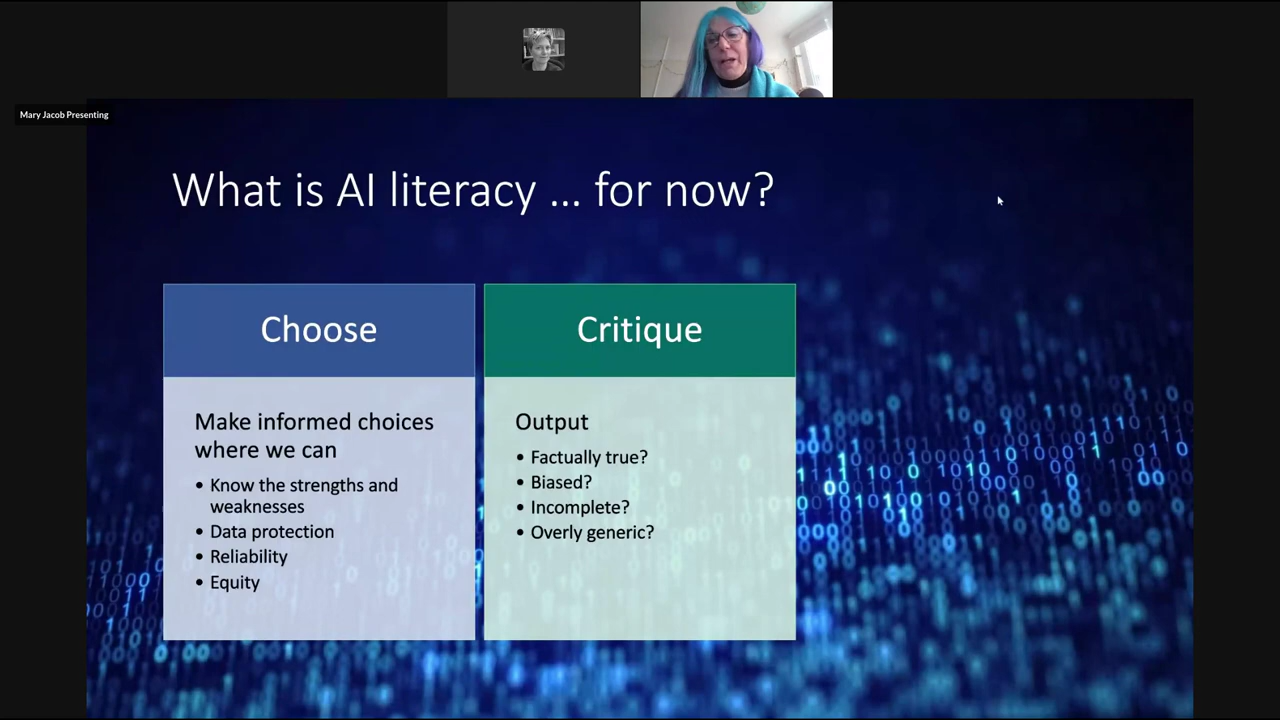 Mary Jacob Presenting
What is AI literacy ... for now?
Choose
Make informed choices
where we can
• Know the strengths and
weaknesses
• Data protection
• Reliability
• Equity
Critique
Output
• Factually true?
• Biased?
• Incomplete?
• Overly generic?